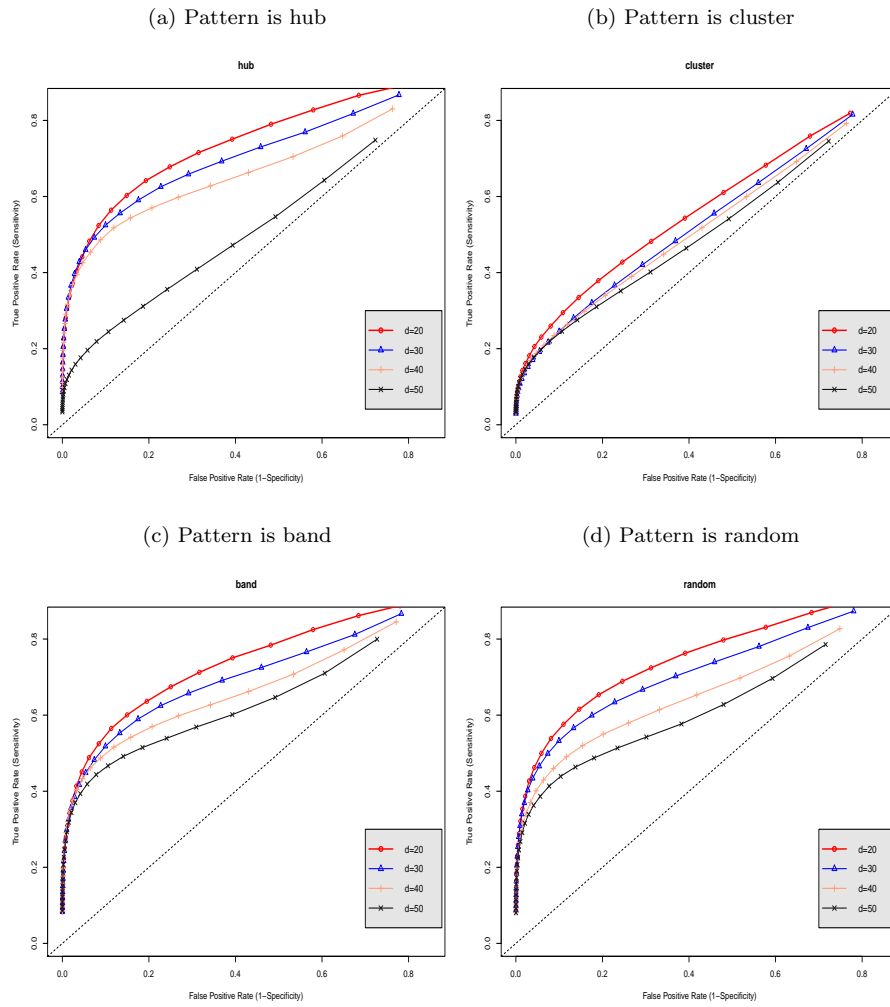 (a) Pattern is hub
hub
True Positive Rate (Sensitivity)
0.8
0.6
0.4
0.2
0.0
0.0 0.2 0.4 0.6 0.8
False Positive Rate (1-Specificity)
d=20
d=30
d=40
d=50
(b) Pattern is cluster
cluster
True Positive Rate (Sensitivity)
0.8
0.6
0.4
0.2
0.0
0.0 0.2 0.4 0.6 0.8
False Positive Rate (1-Specificity)
d=20
d=30
d=40
d=50
(c) Pattern is band
band
True Positive Rate (Sensitivity)
0.8
0.6
0.4
0.2
0.0
0.0 0.2 0.4 0.6 0.8
False Positive Rate (1-Specificity)
d=20
d=30
d=40
d=50
(d) Pattern is random
random
True Positive Rate (Sensitivity)
0.8
0.6
0.4
0.2
0.0
0.0 0.2 0.4 0.6 0.8
False Positive Rate (1-Specificity)
d=20
d=30
d=40
d=50